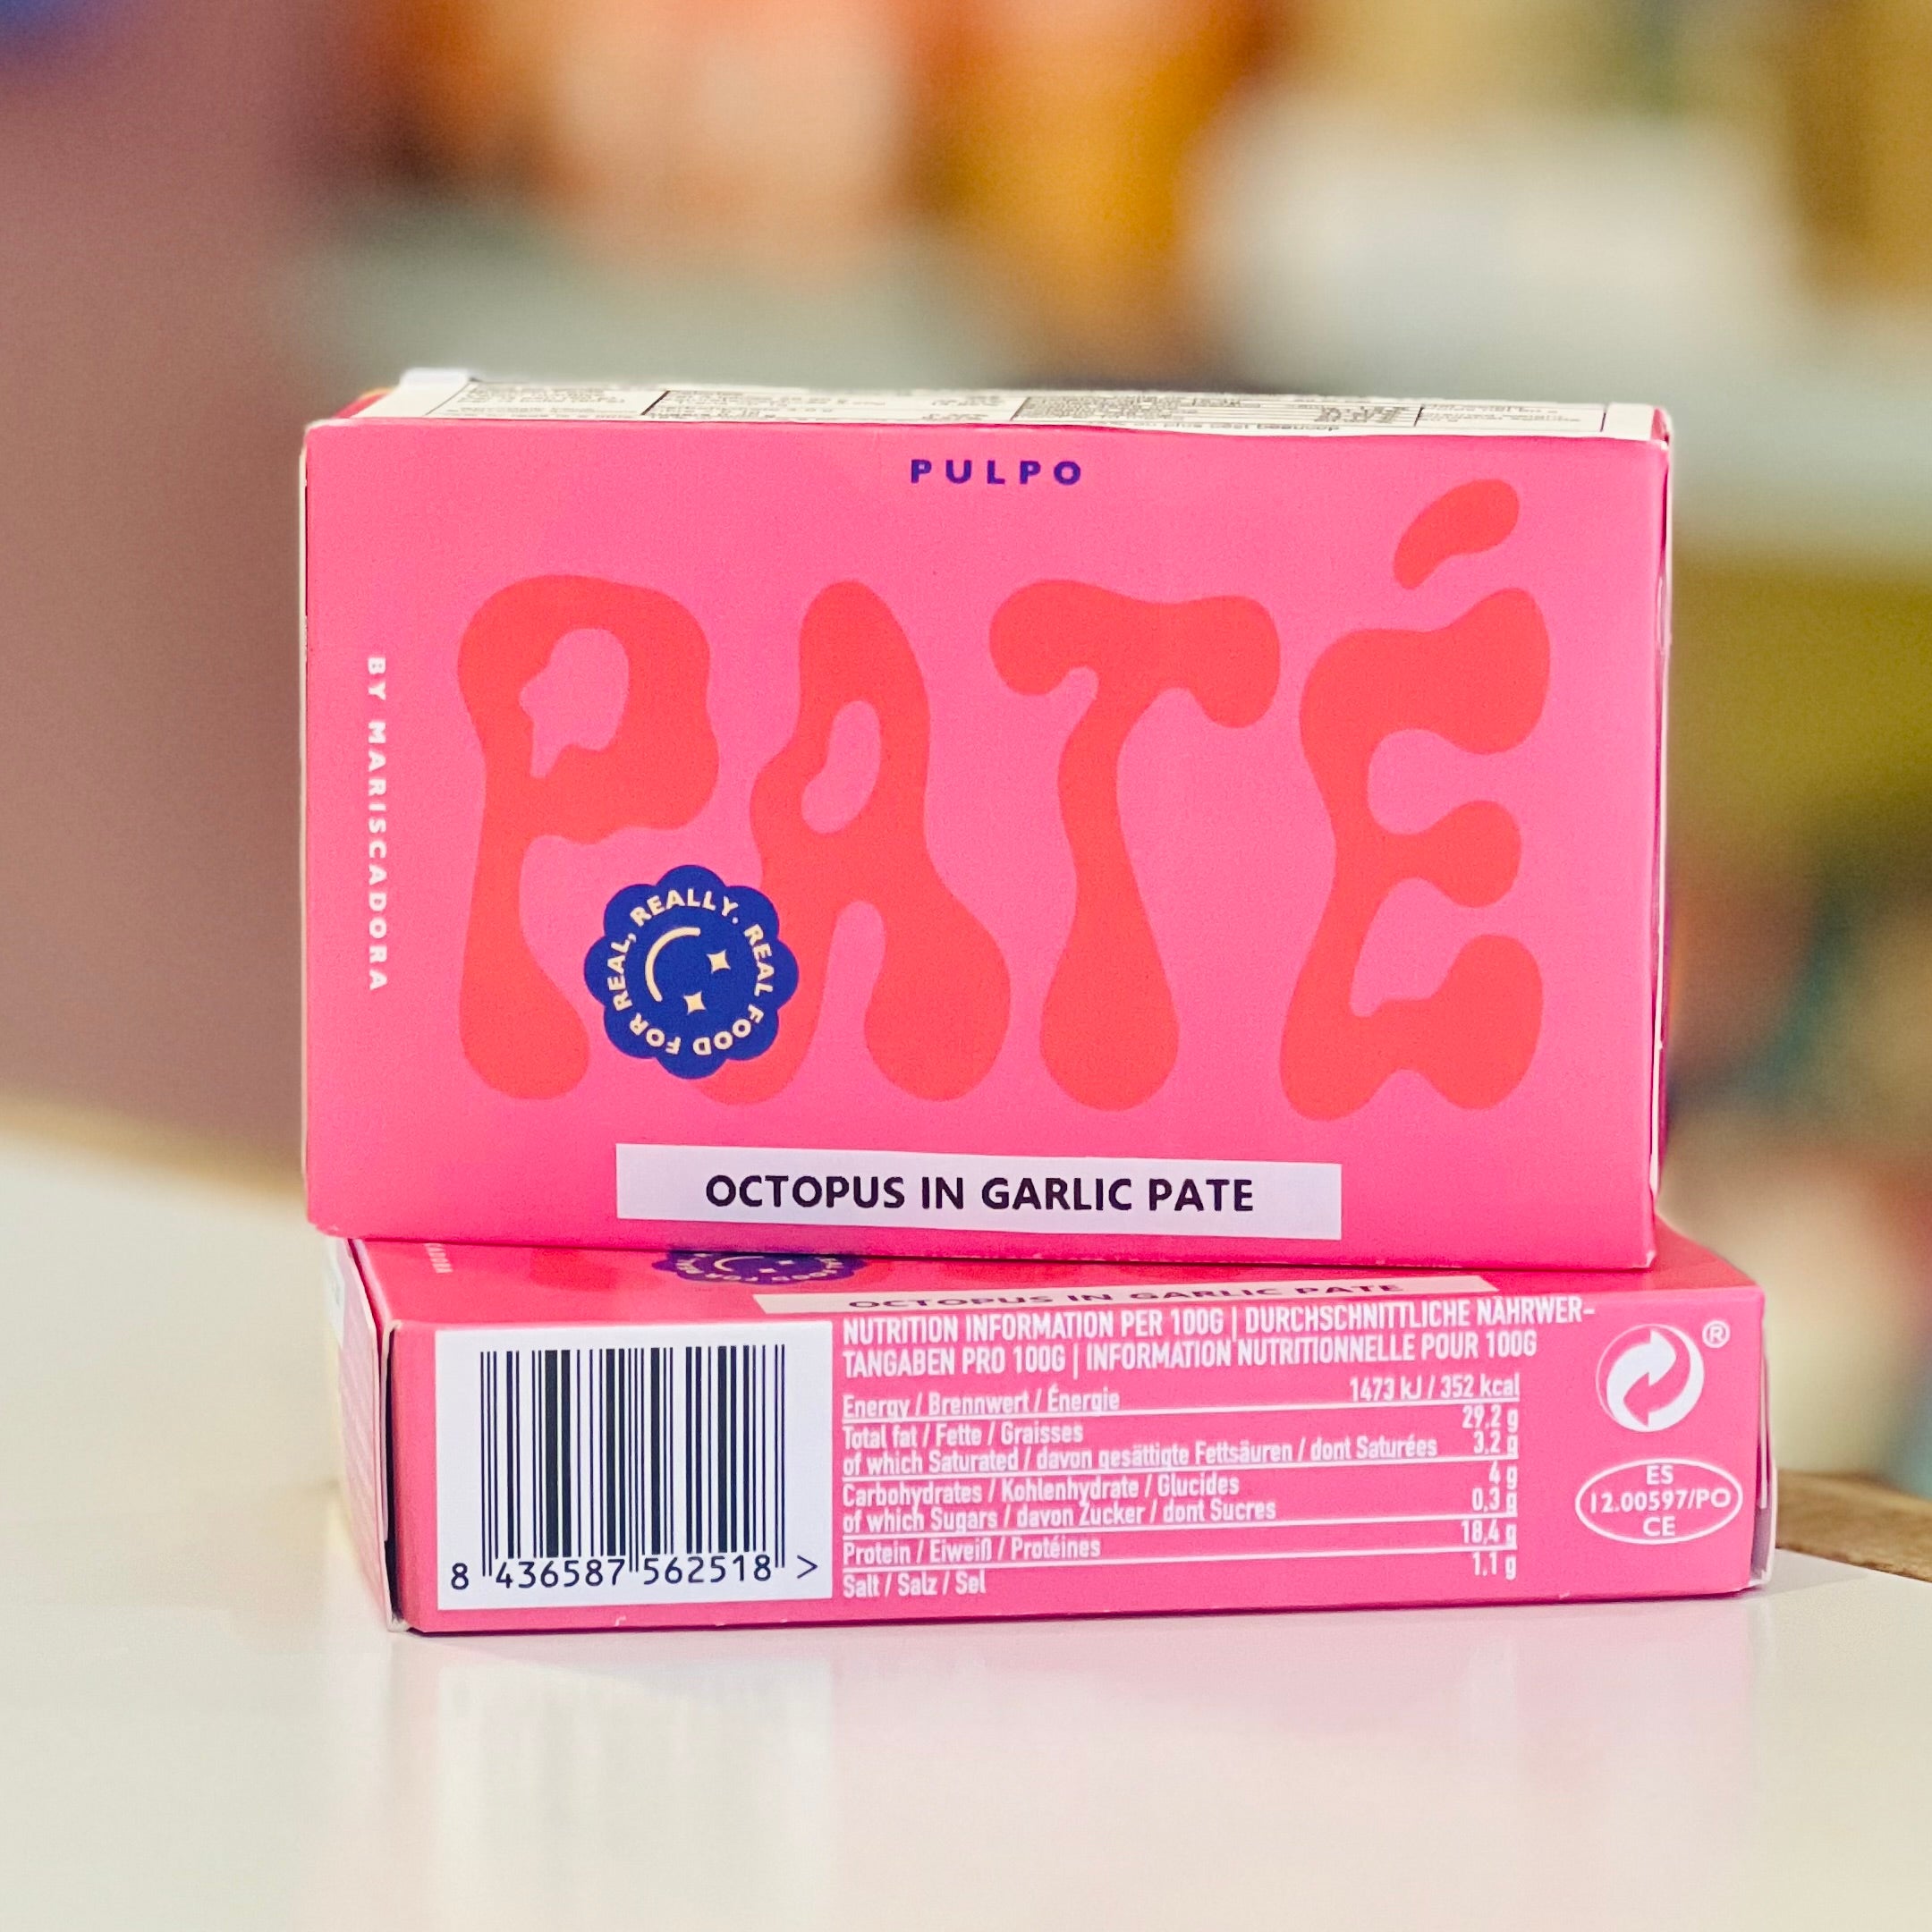 PULPO
PATÉ
BY MARISCADORA
REAL FOOD FOR REAL, REALLY.
OCTOPUS IN GARLIC PATE
OCTOPUS IN GARLIC PATE
8 436587 562518 >
NUTRITION INFORMATION PER 100G | DURCHSCHNITTLICHE NÄHRWER-
TANGABEN PRO 100G | INFORMATION NUTRITIONNELLE POUR 100G
Energy / Brennwert / Énergie 1473 kJ / 352 kcal
Total fat / Fette / Graisses 29,2 g
of which Saturated / davon gesättigte Fettsäuren / dont Saturées 3,2 g
Carbohydrates / Kohlenhydrate / Glucides 4 g
of which Sugars / davon Zucker / dont Sucres 0,3 g
Protein / Eiweiß / Protéines 18,4 g
Salt / Salz / Sel 1,1 g
®
ES
12.00597/PO
CE